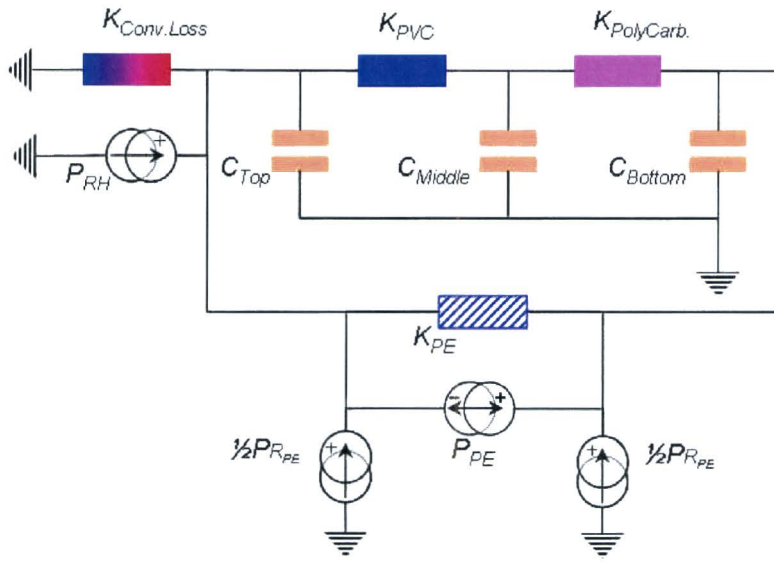 K_Conv.Loss K_PVC K_PolyCarb.
+
P_RH C_Top C_Middle C_Bottom
K_PE
− +
½P_R_PE + P_PE + ½P_R_PE